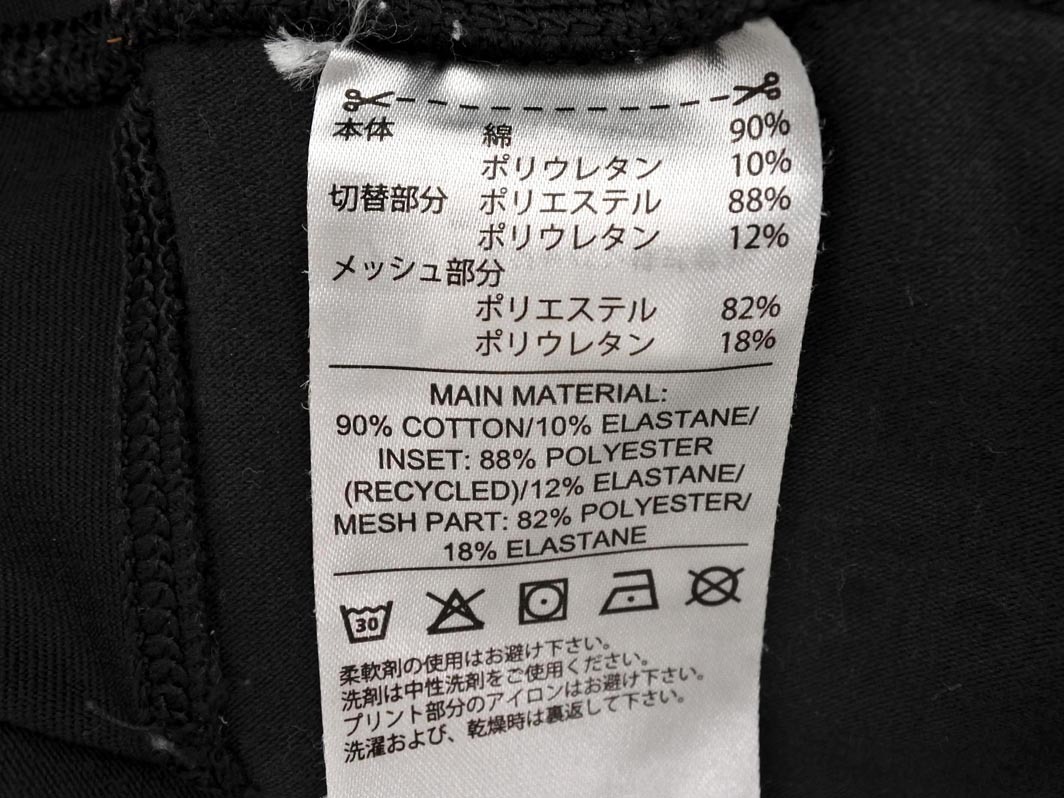 本体 綿 90%
ポリウレタン 10%
切替部分 ポリエステル 88%
ポリウレタン 12%
メッシュ部分
ポリエステル 82%
ポリウレタン 18%
MAIN MATERIAL:
90% COTTON/10% ELASTANE/
INSET: 88% POLYESTER
(RECYCLED)/12% ELASTANE/
MESH PART: 82% POLYESTER/
18% ELASTANE
30
柔軟剤の使用はお避け下さい。
洗剤は中性洗剤をご使用ください。
プリント部分のアイロンはお避け下さい。
洗濯および、乾燥時は裏返して下さい。